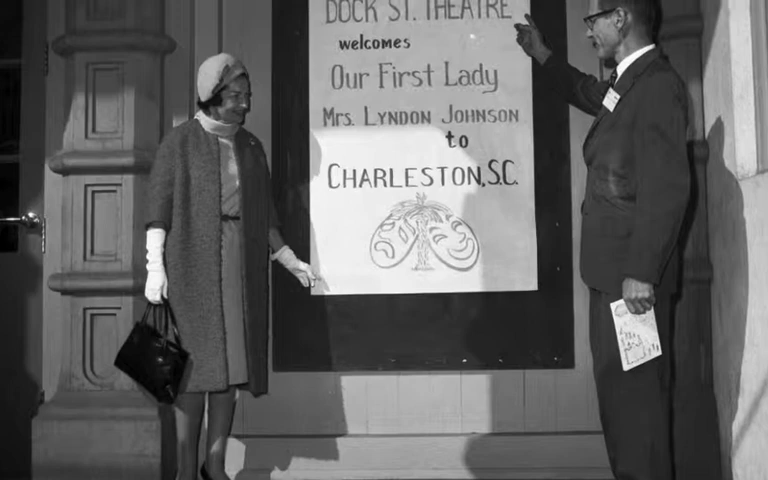 DOCK ST. THEATRE
welcomes
Our First Lady
Mrs. Lyndon Johnson
to
CHARLESTON, S.C.